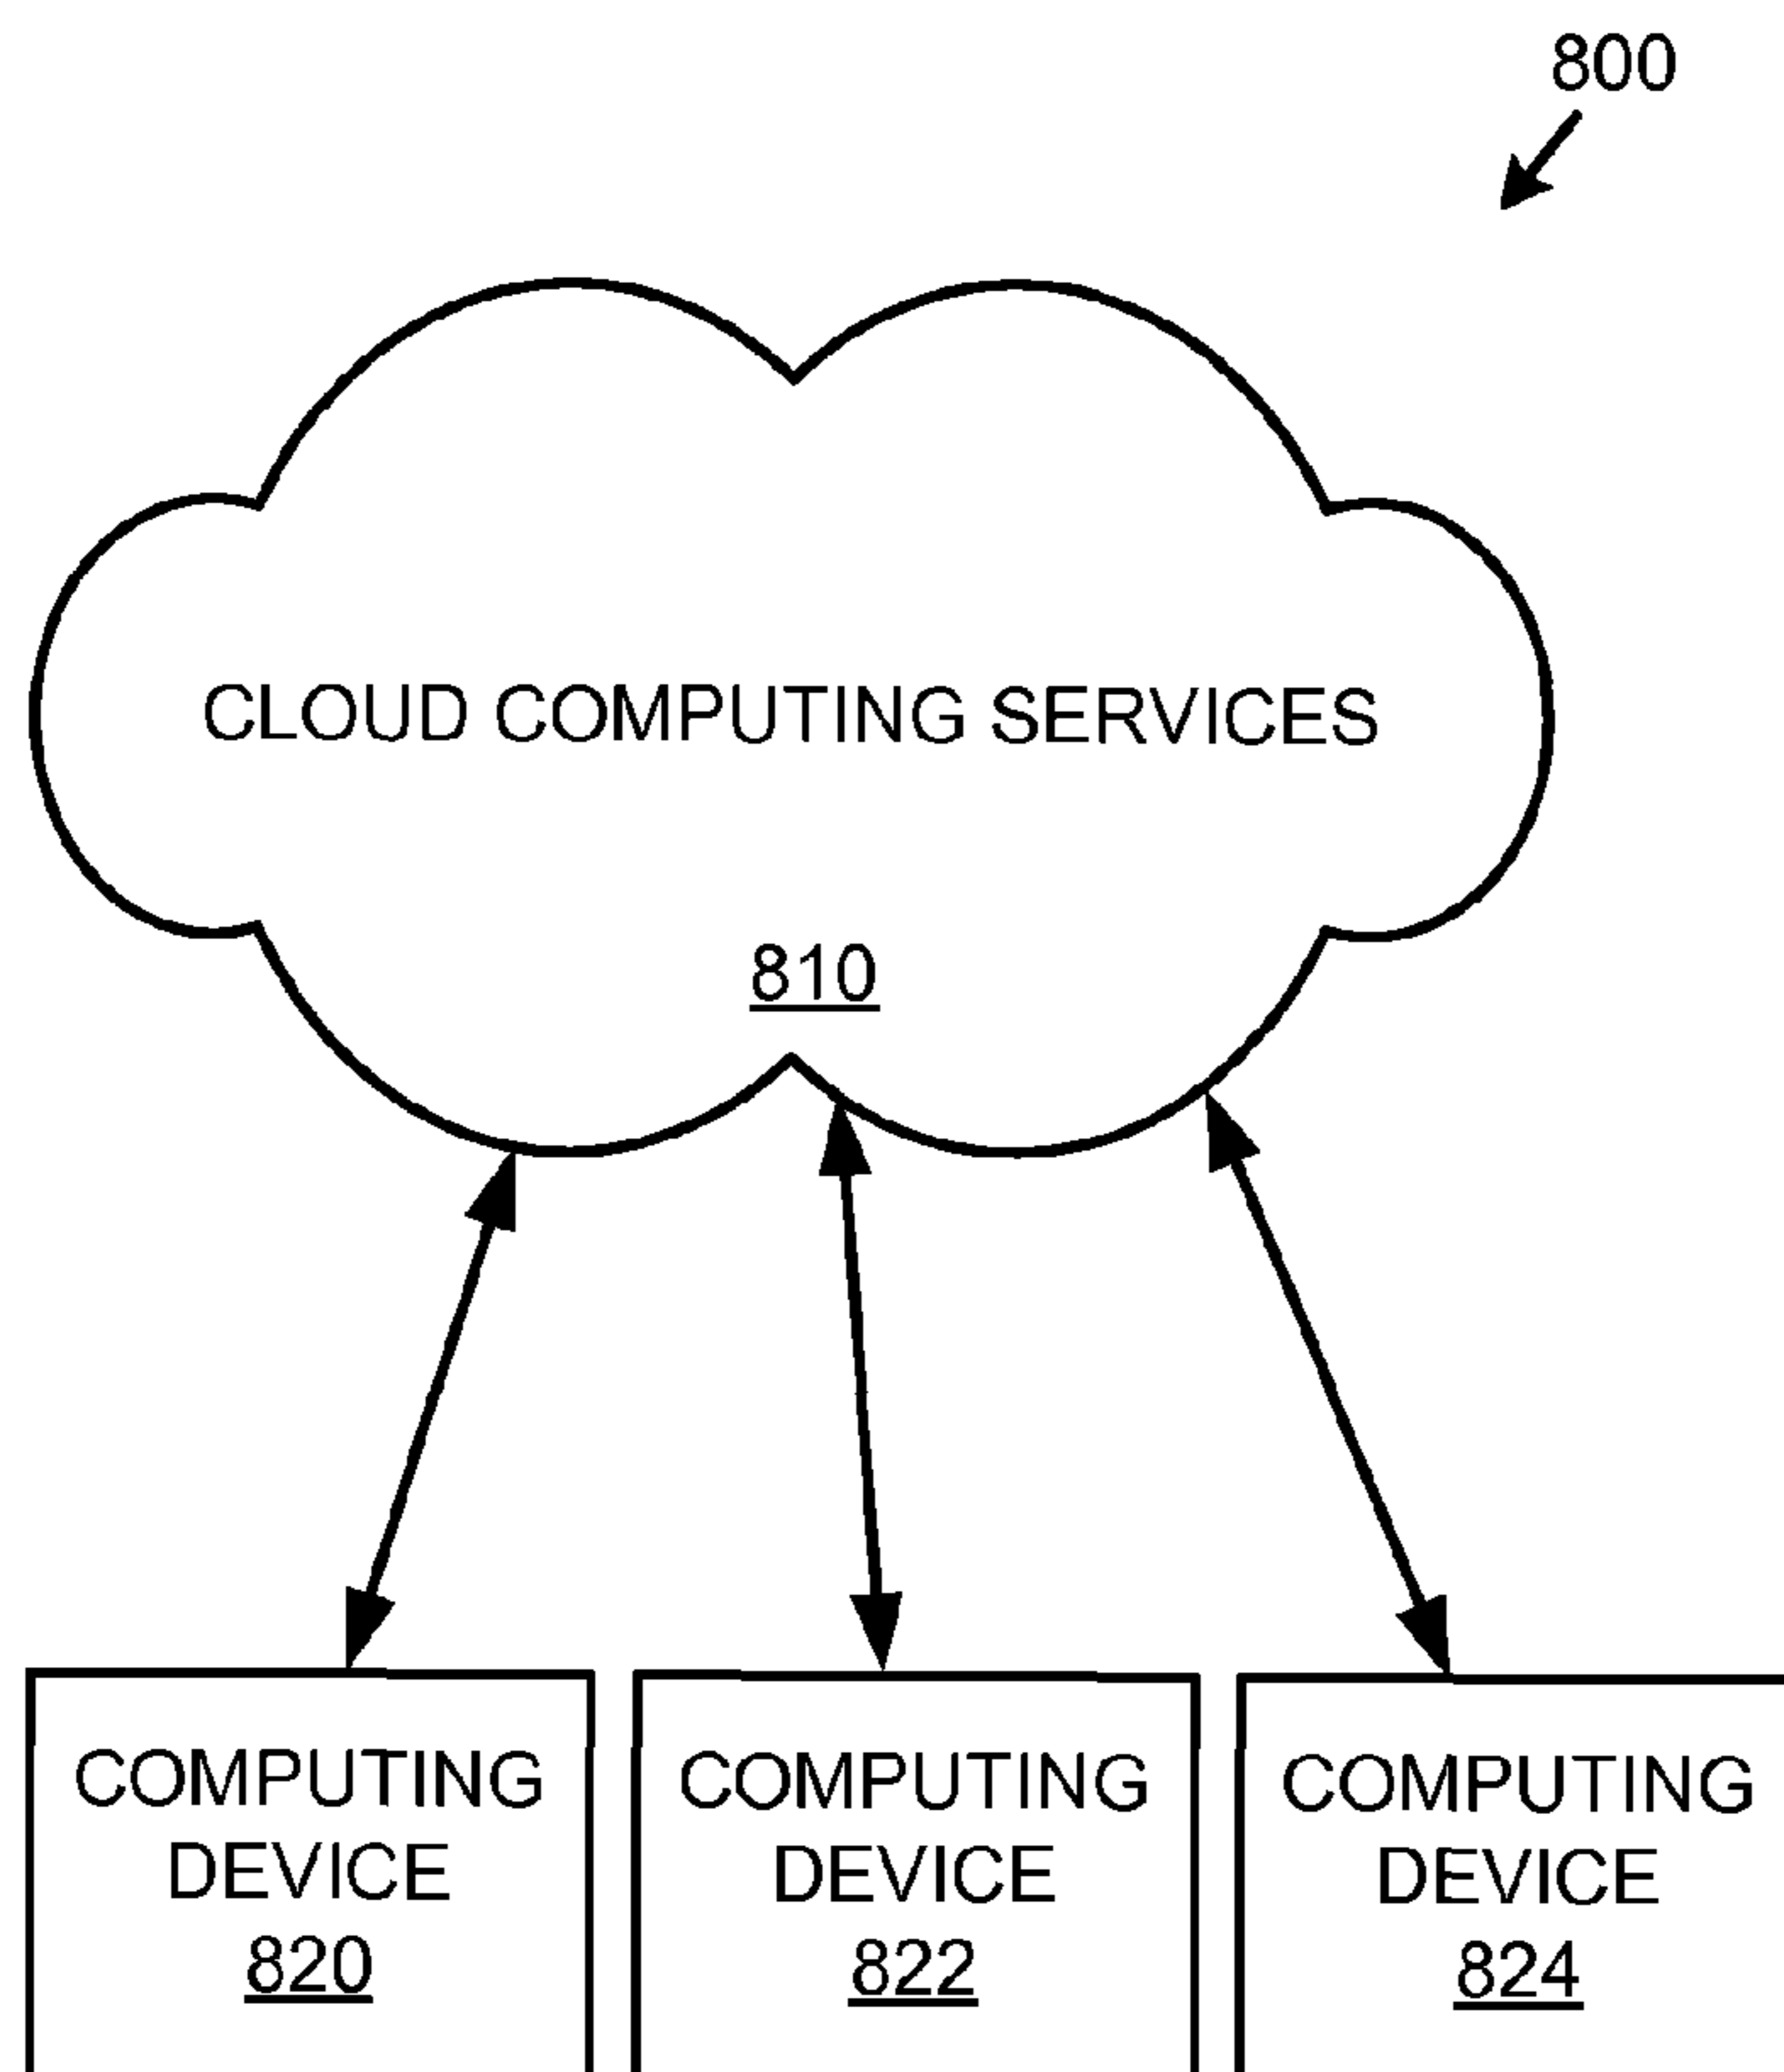 800
CLOUD COMPUTING SERVICES
810
COMPUTING
DEVICE
820
COMPUTING
DEVICE
822
COMPUTING
DEVICE
824